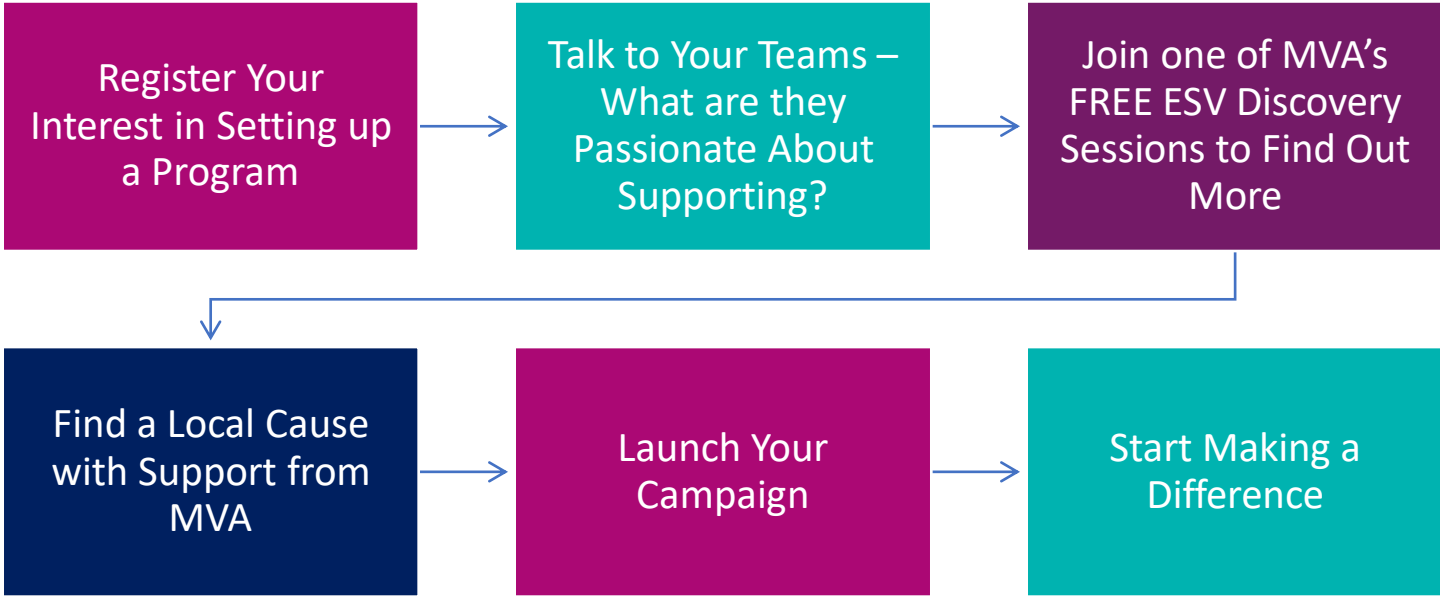 Register Your
Interest in Setting up
a Program
Talk to Your Teams –
What are they
Passionate About
Supporting?
Join one of MVA’s
FREE ESV Discovery
Sessions to Find Out
More
Find a Local Cause
with Support from
MVA
Launch Your
Campaign
Start Making a
Difference